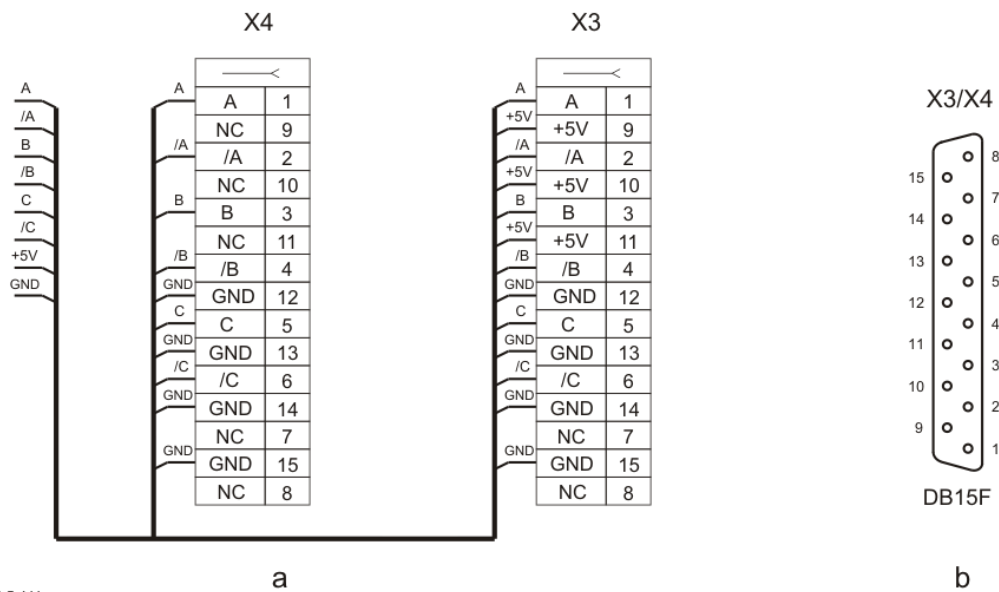 X4
X3
X3/X4
A
/A
B
/B
C
/C
+5V
GND
A
/A
B
/B
GND
C
GND
/C
GND
GND
A 1
NC 9
/A 2
NC 10
B 3
NC 11
/B 4
GND 12
C 5
GND 13
/C 6
GND 14
NC 7
GND 15
NC 8
A
+5V
/A
+5V
B
+5V
/B
GND
C
GND
/C
GND
GND
A 1
+5V 9
/A 2
+5V 10
B 3
+5V 11
/B 4
GND 12
C 5
GND 13
/C 6
GND 14
NC 7
GND 15
NC 8
8
15
7
14
6
13
5
12
4
11
3
10
2
9
1
DB15F
a
b